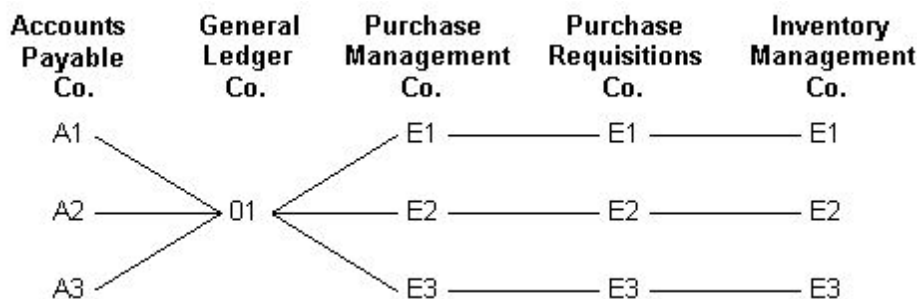 Accounts Payable Co.
General Ledger Co.
Purchase Management Co.
Purchase Requisitions Co.
Inventory Management Co.
A1 01 E1 E1 E1
A2 E2 E2 E2
A3 E3 E3 E3